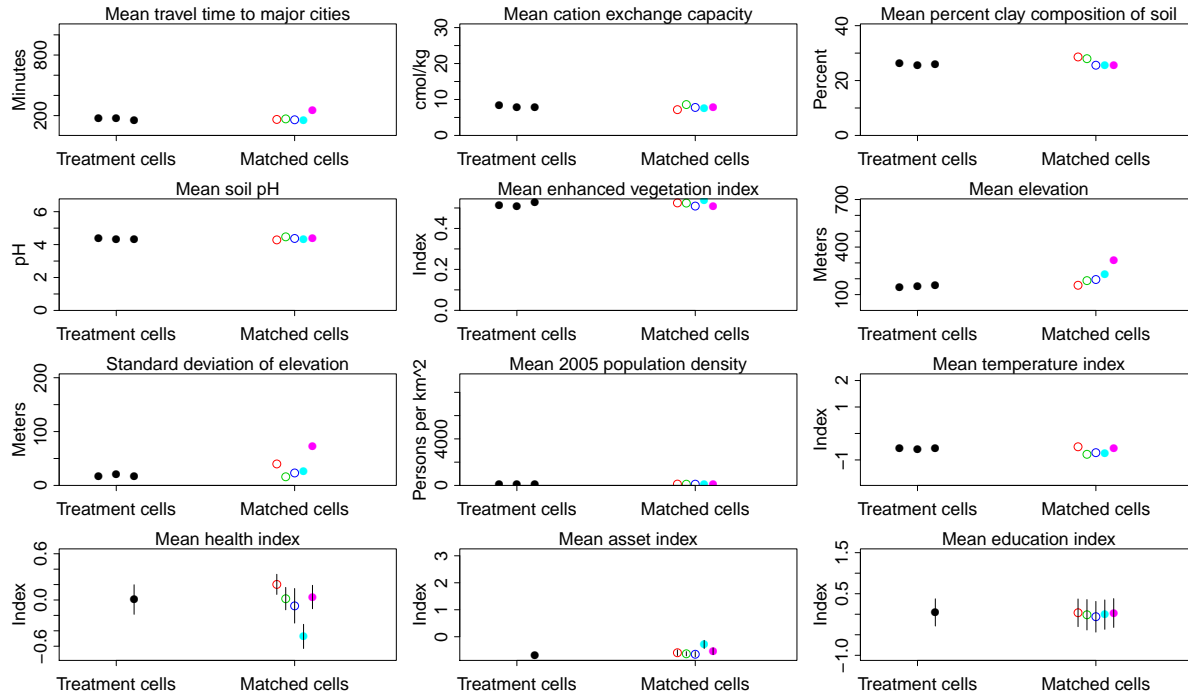 Mean travel time to major cities
Minutes
200
1000
Treatment cells
Matched cells
Mean cation exchange capacity
cmol/kg
0
10
20
30
Treatment cells
Matched cells
Mean percent clay composition of soil
Percent
0
20
40
Treatment cells
Matched cells
Mean soil pH
pH
0
2
4
6
Treatment cells
Matched cells
Mean enhanced vegetation index
Index
0.0
0.2
0.4
Treatment cells
Matched cells
Mean elevation
Meters
100
400
700
Treatment cells
Matched cells
Standard deviation of elevation
Meters
0
100
200
Treatment cells
Matched cells
Mean 2005 population density
Persons per km^2
0
4000
Treatment cells
Matched cells
Mean temperature index
Index
−1
1
2
Treatment cells
Matched cells
Mean health index
Index
−0.6
0.0
0.6
Treatment cells
Matched cells
Mean asset index
Index
0
1
2
3
Treatment cells
Matched cells
Mean education index
Index
−1.0
0.5
1.5
Treatment cells
Matched cells